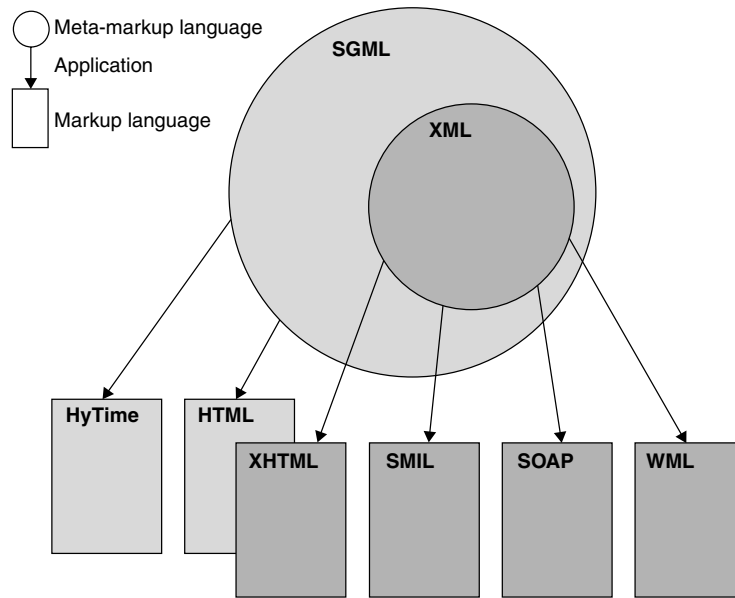 Meta-markup language
Application
Markup language
SGML
XML
HyTime
HTML
XHTML
SMIL
SOAP
WML